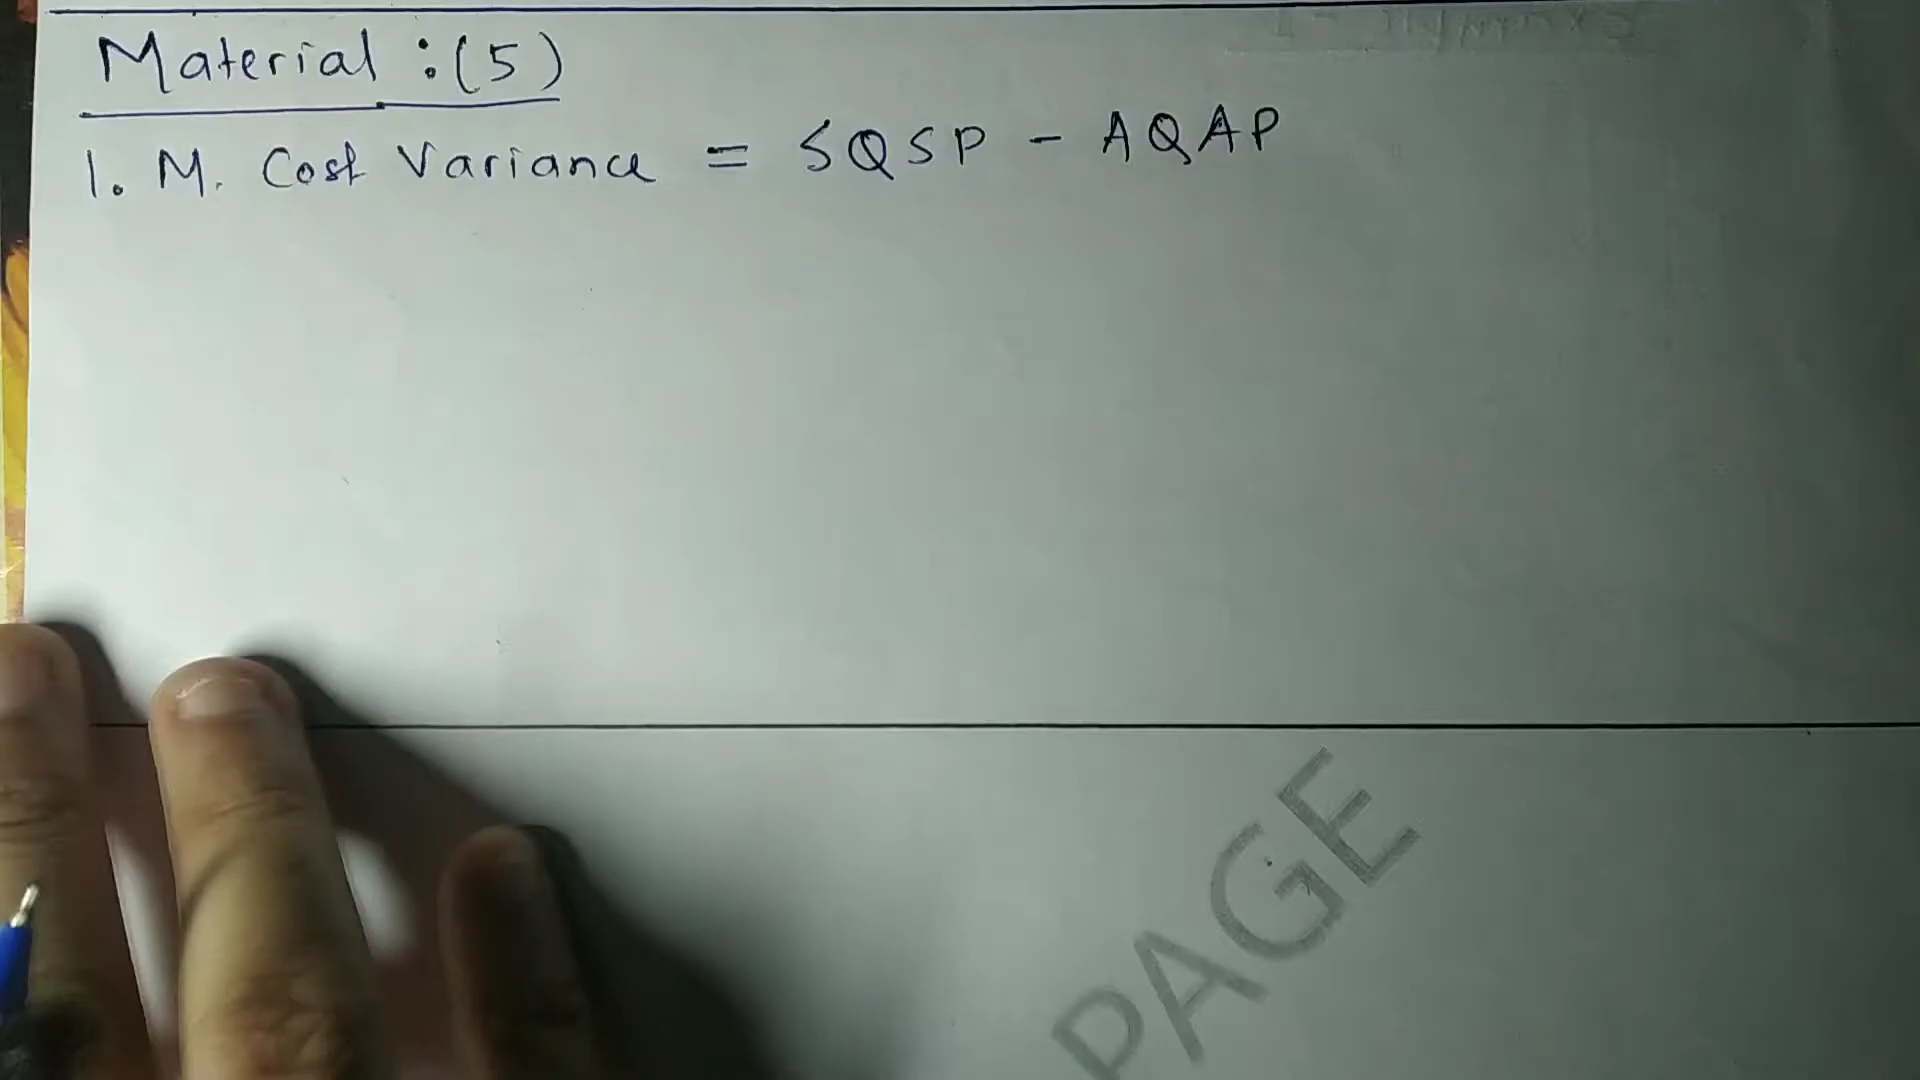 Material : (5)
1. M. Cost Variance = SQSP - AQAP
PAGE